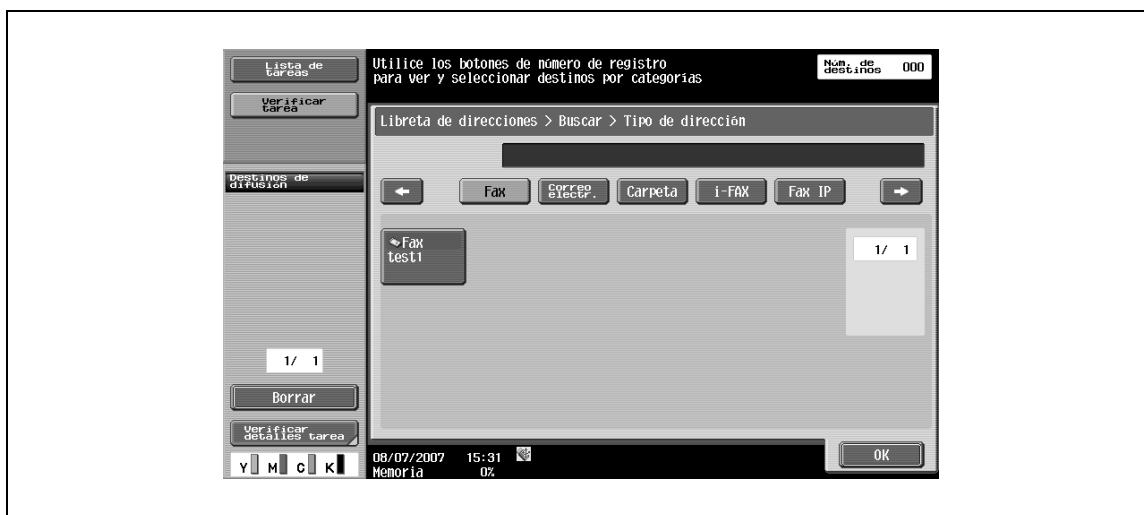 Lista de
tareas
Verificar
tarea
Destinos de
difusión
1/ 1
Borrar
Verificar
detalles tarea
Y M C K
Utilice los botones de número de registro
para ver y seleccionar destinos por categorías
Núm. de
destinos 000
Libreta de direcciones > Buscar > Tipo de dirección
Fax
Correo
electr.
Carpeta
i-FAX
Fax IP
Fax
test1
1/ 1
OK
08/07/2007 15:31
Memoria 0%